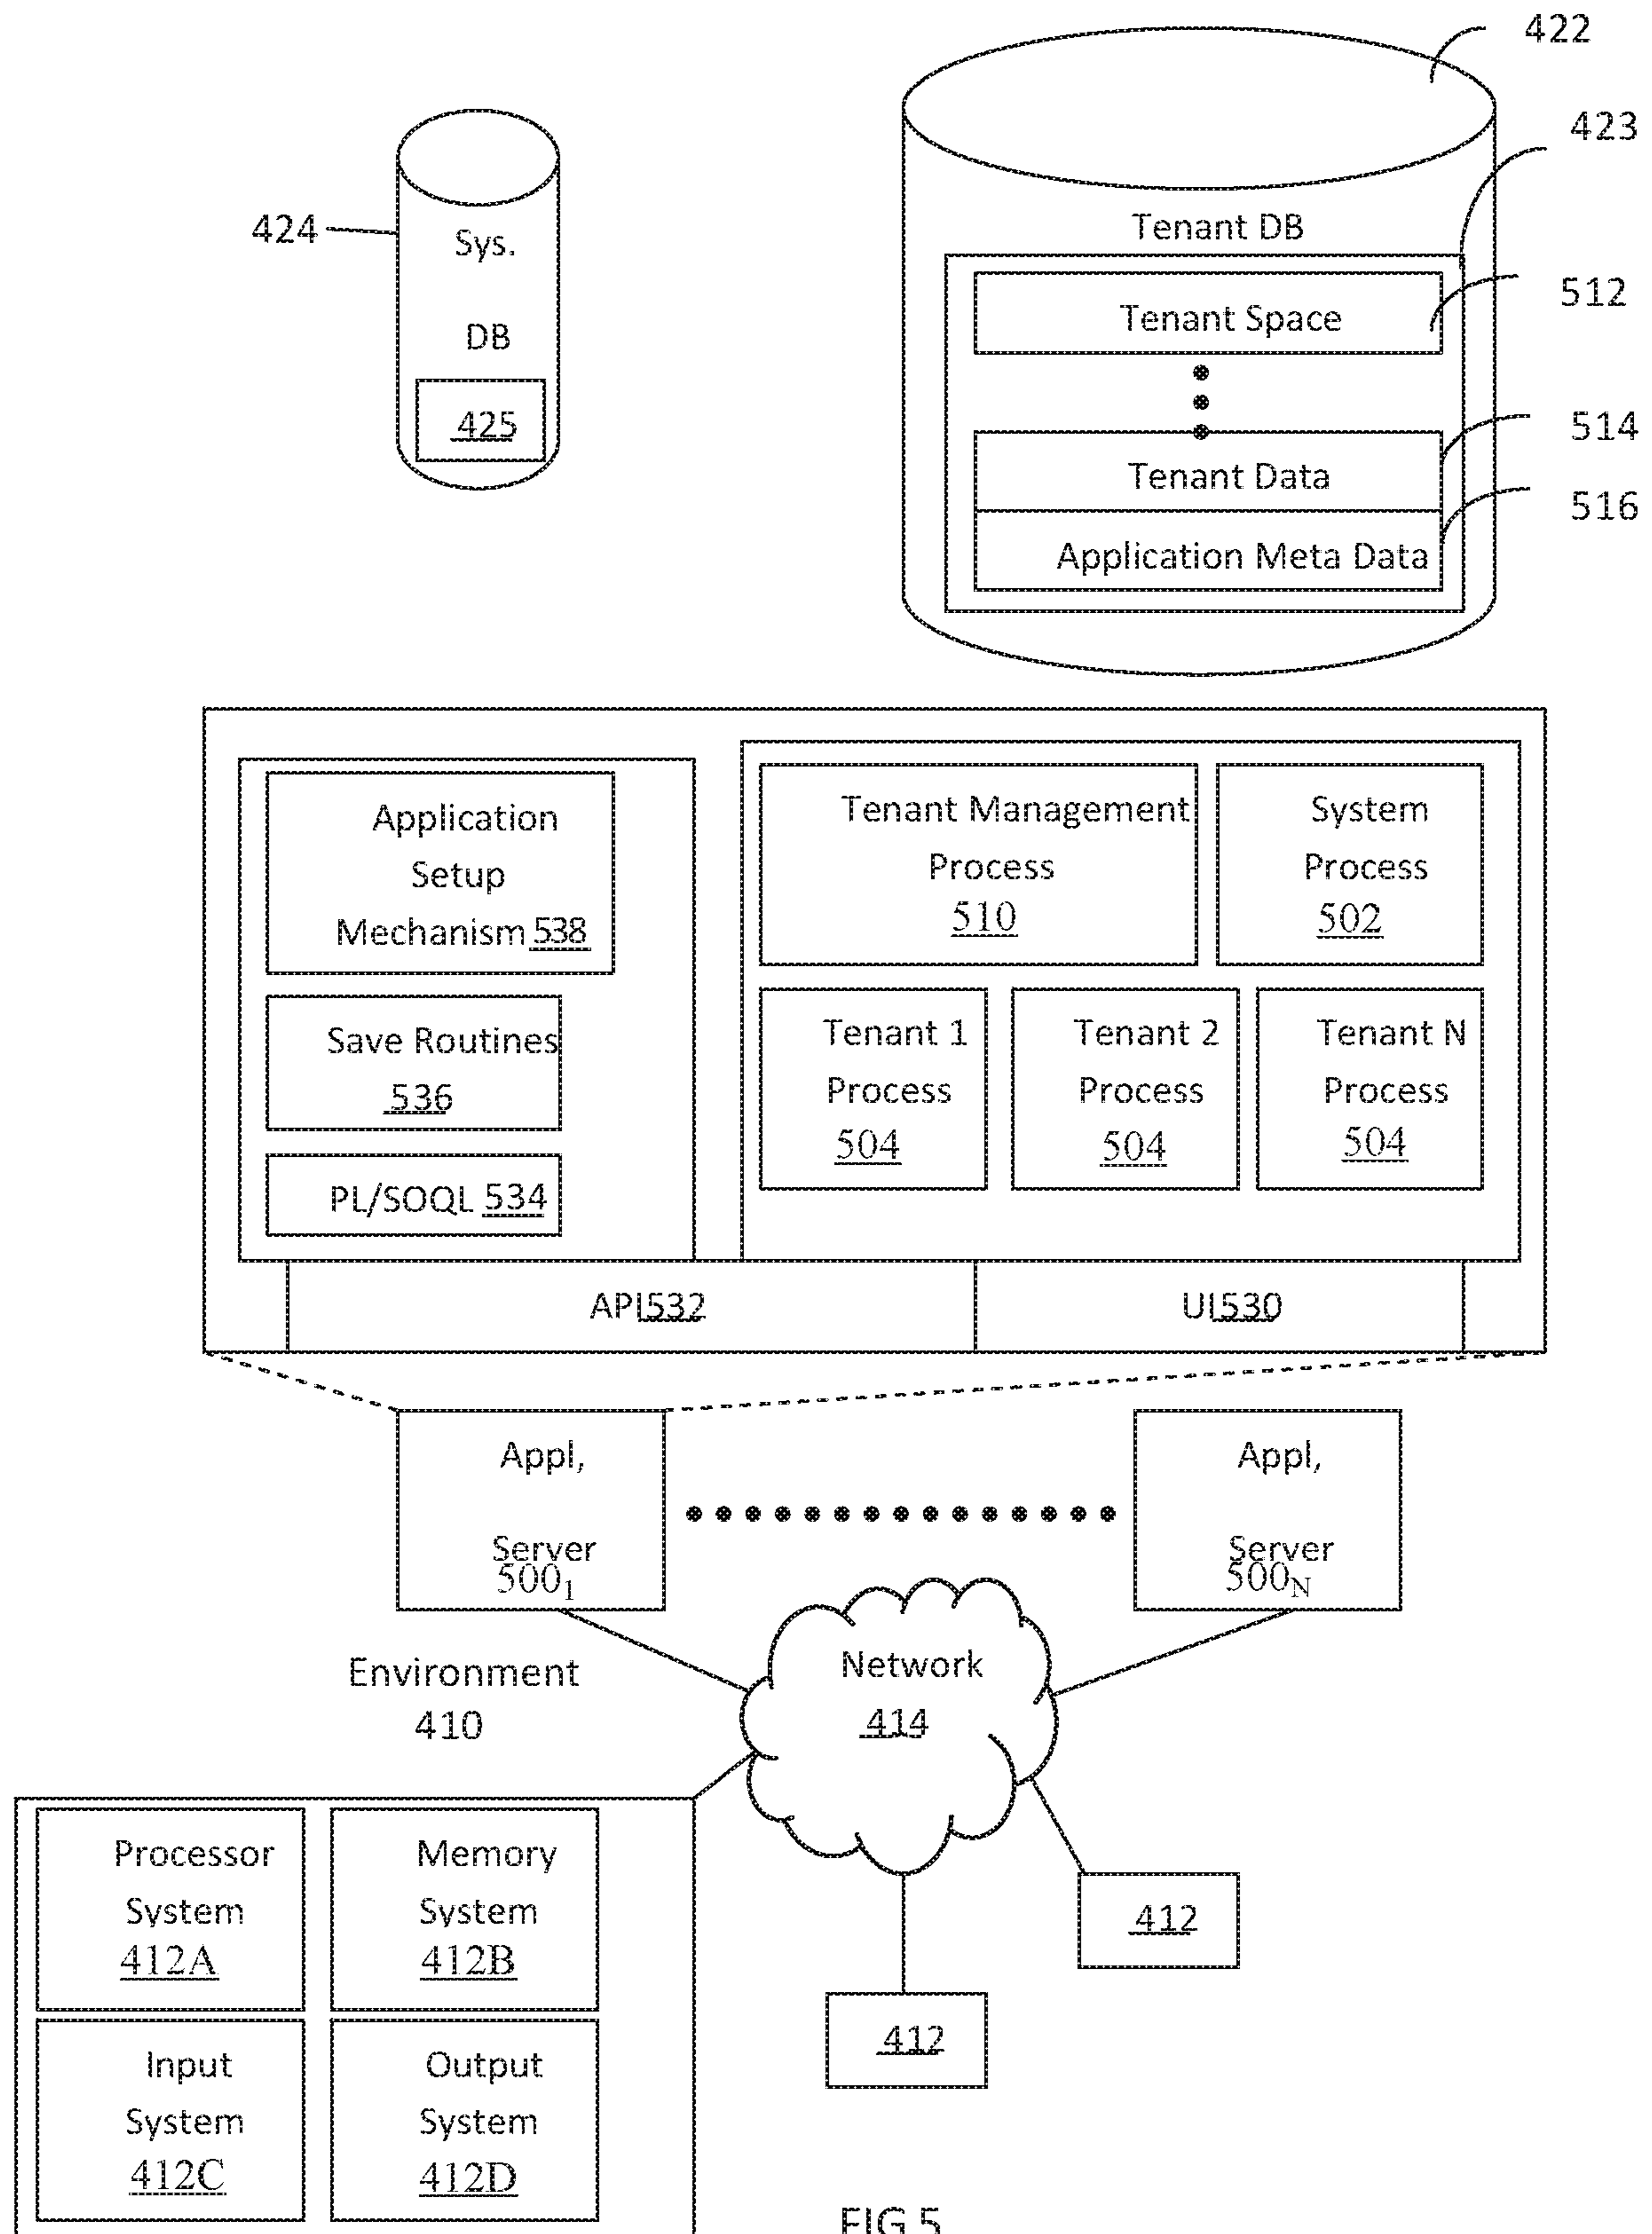 422
423
424
Sys.
DB
425
Tenant DB
Tenant Space
512
514
Tenant Data
516
Application Meta Data
Application
Setup
Mechanism 538
Save Routines
536
PL/SOQL 534
Tenant Management
Process
510
System
Process
502
Tenant 1
Process
504
Tenant 2
Process
504
Tenant N
Process
504
API 532
UI 530
Appl,
Server
500₁
Appl,
Server
500N
Environment
410
Network
414
Processor
System
412A
Memory
System
412B
Input
System
412C
Output
System
412D
412
412
FIG 5